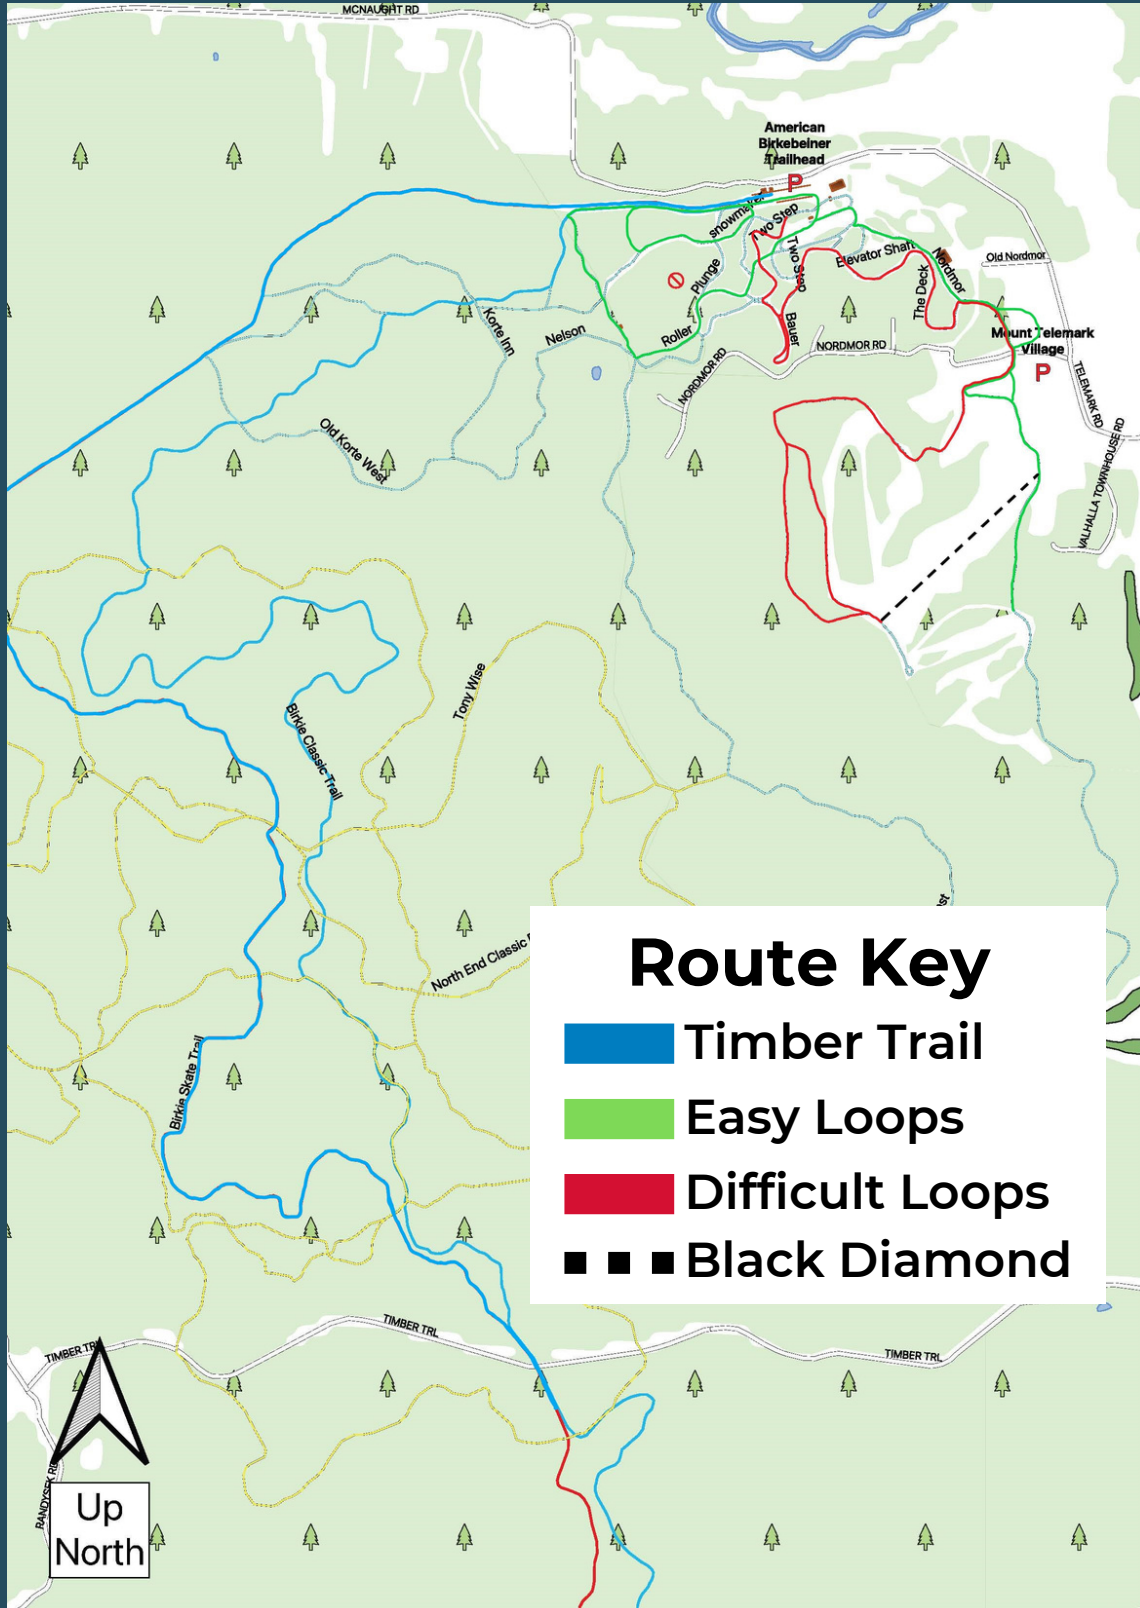 MCNAUGHT RD
American
Birkebeiner
Trailhead
P
snowmaker
Two Step
Two Step
Elevator Shaft
Nordmor
Old Nordmor
Plunge
The Deck
Korte Inn
Nelson
Roller
Bauer
NORDMOR RD
NORDMOR RD
Mount Telemark
Village
P
TELEMARK RD
VALHALLA TOWNHOUSE RD
Old Korte West
Tony Wise
Birkie Classic Trail
North End Classic
Birkie Skate Trail
Route Key
Timber Trail
Easy Loops
Difficult Loops
Black Diamond
TIMBER TRL
TIMBER TRL
TIMBER TRL
RANDYSEK RD
Up
North